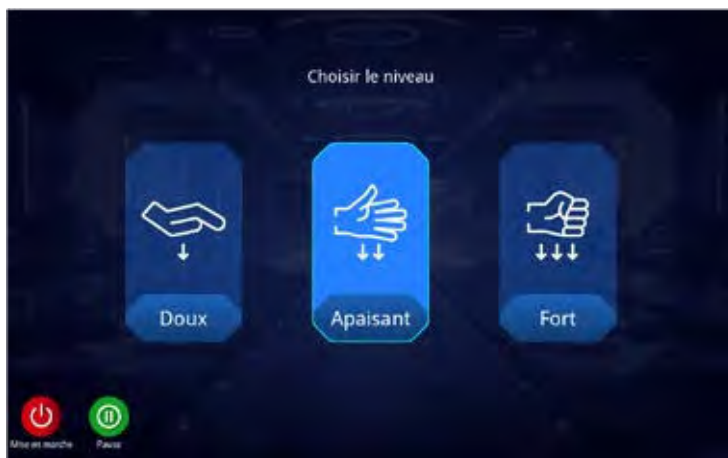 Choisir le niveau
Doux
Apaisant
Fort
Mise en marche
Pause